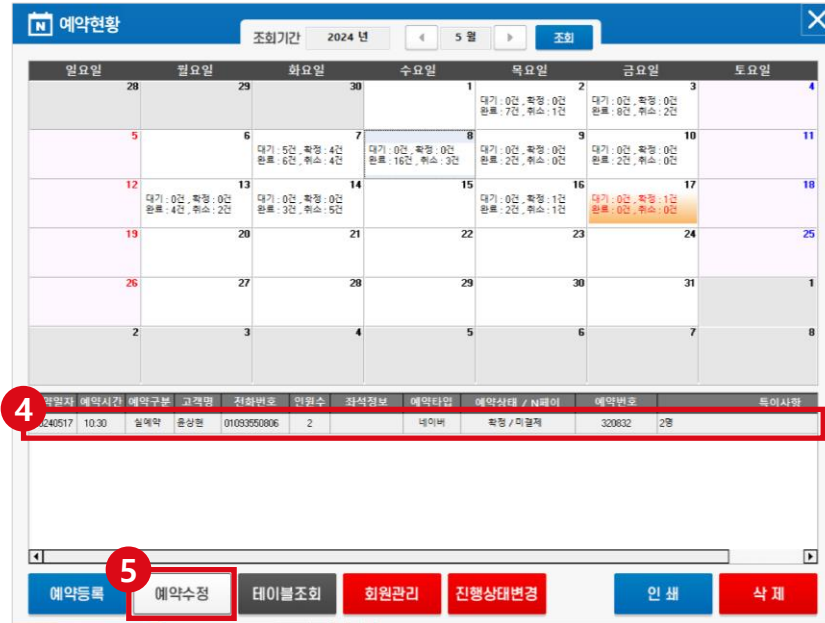 N 예약현황
조회기간 2024 년 5 월 조회
일요일 월요일 화요일 수요일 목요일 금요일 토요일
28 29 30 1 2 3 4
대기 : 0건 , 확정 : 0건 대기 : 0건 , 확정 : 0건
완료 : 7건 , 취소 : 1건 완료 : 8건 , 취소 : 2건
5 6 7 8 9 10 11
대기 : 5건 , 확정 : 4건 대기 : 0건 , 확정 : 0건 대기 : 0건 , 확정 : 0건 대기 : 0건 , 확정 : 0건
완료 : 6건 , 취소 : 4건 완료 : 16건 , 취소 : 3건 완료 : 2건 , 취소 : 0건 완료 : 2건 , 취소 : 0건
12 13 14 15 16 17 18
대기 : 0건 , 확정 : 0건 대기 : 0건 , 확정 : 0건 대기 : 0건 , 확정 : 1건 대기 : 0건 , 확정 : 1건
완료 : 4건 , 취소 : 2건 완료 : 3건 , 취소 : 5건 완료 : 2건 , 취소 : 1건 완료 : 0건 , 취소 : 0건
19 20 21 22 23 24 25
26 27 28 29 30 31 1
2 3 4 5 6 7 8
4
약일자 예약시간 예약구분 고객명 전화번호 인원수 좌석정보 예약타입 예약상태 / N페이 예약번호 특이사항
240517 10:30 실예약 윤상현 01093550806 2 네이버 확정 / 미결제 320832 2명
5
예약등록 예약수정 테이블조회 회원관리 진행상태변경 인 쇄 삭 제